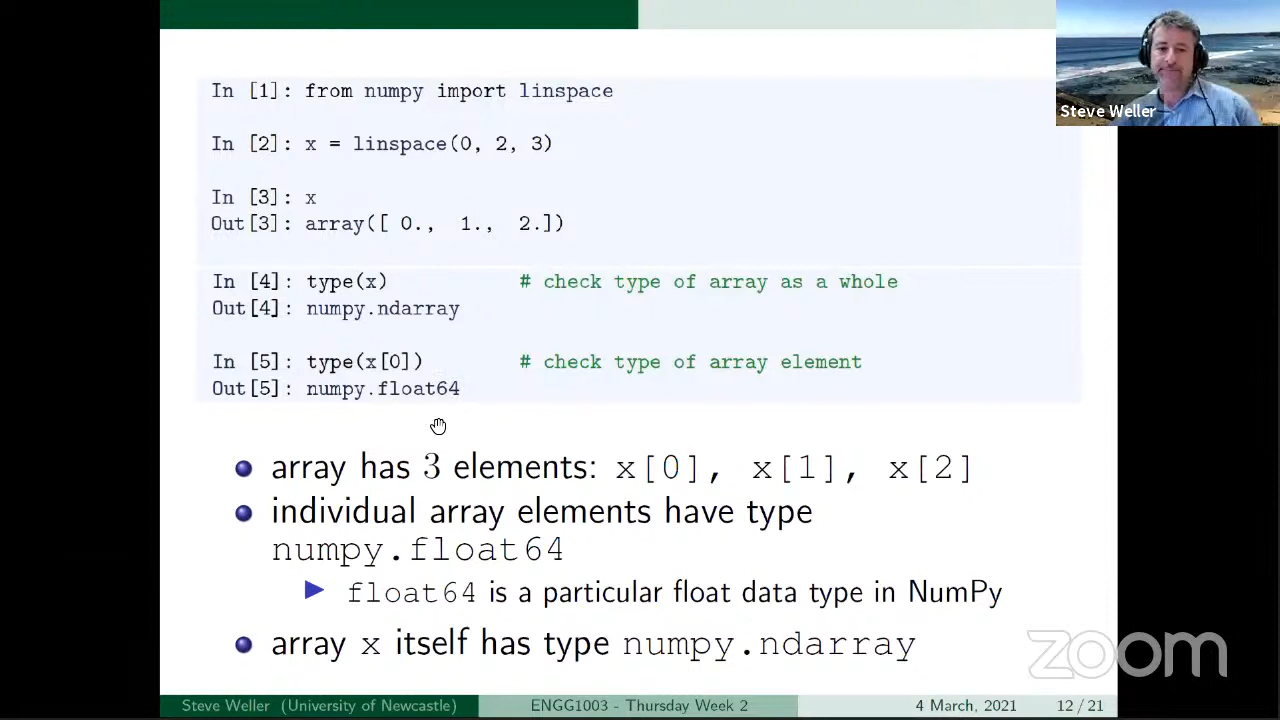 In [1]: from numpy import linspace
In [2]: x = linspace(0, 2, 3)
In [3]: x
Out[3]: array([ 0.,  1.,  2.])
In [4]: type(x)          # check type of array as a whole
Out[4]: numpy.ndarray
In [5]: type(x[0])       # check type of array element
Out[5]: numpy.float64
array has 3 elements: x[0], x[1], x[2]
individual array elements have type
numpy.float64
float64 is a particular float data type in NumPy
array x itself has type numpy.ndarray
Steve Weller
zoom
Steve Weller (University of Newcastle) ENGG1003 - Thursday Week 2 4 March, 2021 12 / 21